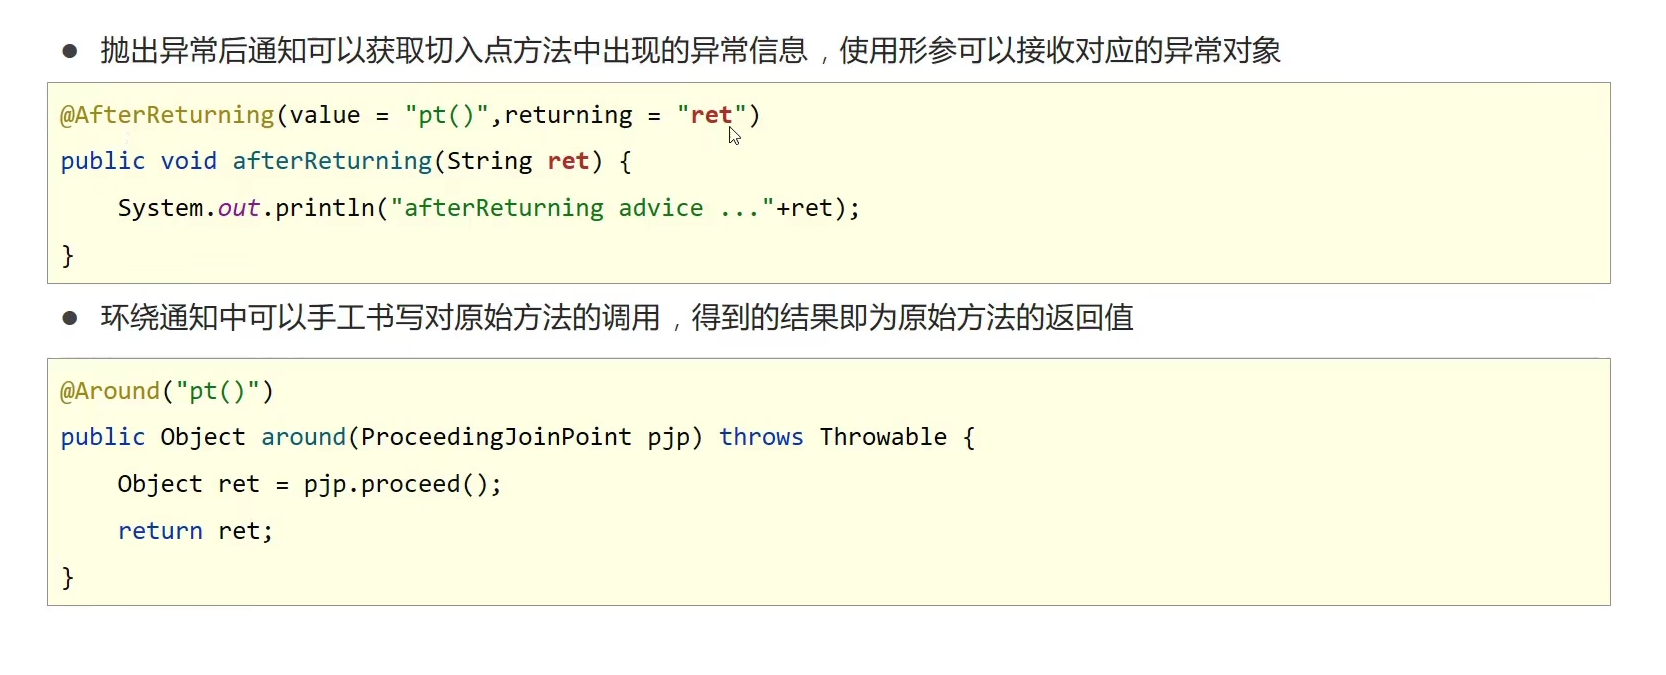 ● 抛出异常后通知可以获取切入点方法中出现的异常信息，使用形参可以接收对应的异常对象
@AfterReturning(value = "pt()",returning = "ret")
public void afterReturning(String ret) {
    System.out.println("afterReturning advice ..."+ret);
}
● 环绕通知中可以手工书写对原始方法的调用，得到的结果即为原始方法的返回值
@Around("pt()")
public Object around(ProceedingJoinPoint pjp) throws Throwable {
    Object ret = pjp.proceed();
    return ret;
}